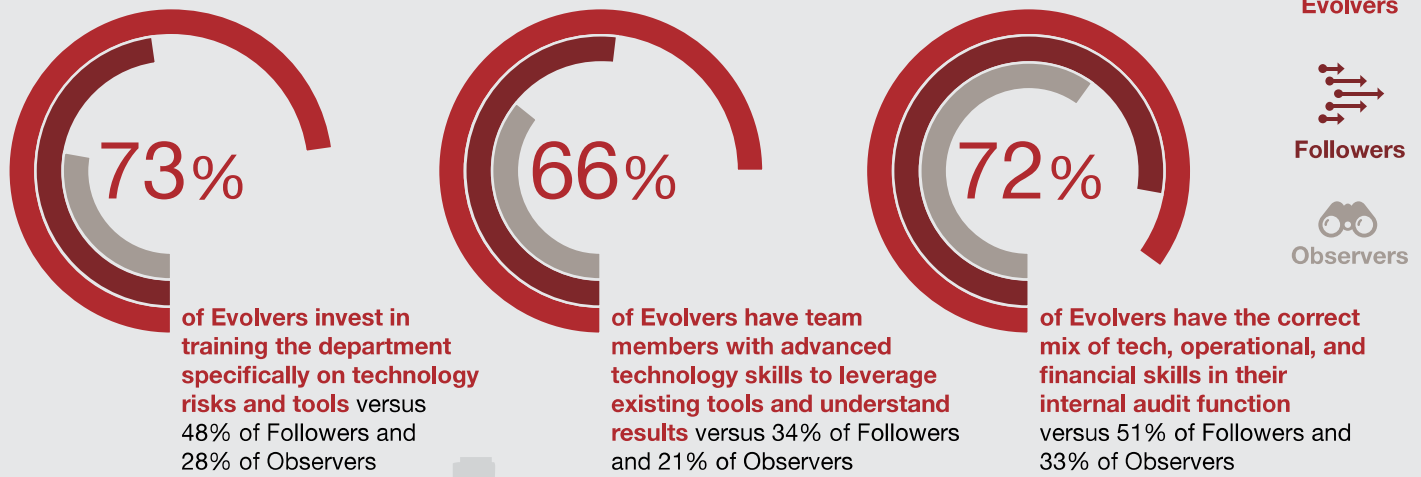 73%
of Evolvers invest in
training the department
specifically on technology
risks and tools versus
48% of Followers and
28% of Observers
66%
of Evolvers have team
members with advanced
technology skills to leverage
existing tools and understand
results versus 34% of Followers
and 21% of Observers
72%
of Evolvers have the correct
mix of tech, operational, and
financial skills in their
internal audit function
versus 51% of Followers and
33% of Observers
Evolvers
Followers
Observers